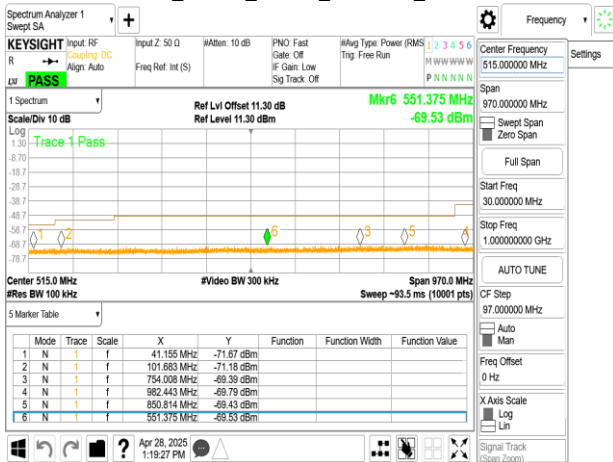 Spectrum Analyzer 1
Swept SA
Frequency
KEYSIGHT
Input: RF
Coupling: DC
Align: Auto
Input Z: 50 Ω
Freq Ref: Int (S)
#Atten: 10 dB
PNO: Fast
Gate: Off
IF Gain: Low
Sig Track: Off
#Avg Type: Power (RMS
Trig: Free Run
1 2 3 4 5 6
M W W W W W
P N N N N N
R
LXI
PASS
1 Spectrum
Scale/Div 10 dB
Ref Lvl Offset 11.30 dB
Ref Level 11.30 dBm
Mkr6 551.375 MHz
-69.53 dBm
Log
Trace 1 Pass
1.30
-8.70
-18.7
-28.7
-38.7
-48.7
-58.7
-68.7
-78.7
1
2
6
3
5
4
Center 515.0 MHz
#Video BW 300 kHz
Span 970.0 MHz
#Res BW 100 kHz
Sweep ~93.5 ms (10001 pts)
5 Marker Table
Mode Trace Scale X Y Function Function Width Function Value
1 N 1 f 41.155 MHz -71.67 dBm
2 N 1 f 101.683 MHz -71.18 dBm
3 N 1 f 754.008 MHz -69.39 dBm
4 N 1 f 982.443 MHz -69.79 dBm
5 N 1 f 850.814 MHz -69.43 dBm
6 N 1 f 551.375 MHz -69.53 dBm
Apr 28, 2025
1:19:27 PM
Center Frequency
515.000000 MHz
Settings
Span
970.000000 MHz
Swept Span
Zero Span
Full Span
Start Freq
30.000000 MHz
Stop Freq
1.000000000 GHz
AUTO TUNE
CF Step
97.000000 MHz
Auto
Man
Freq Offset
0 Hz
X Axis Scale
Log
Lin
Signal Track
(Span Zoom)